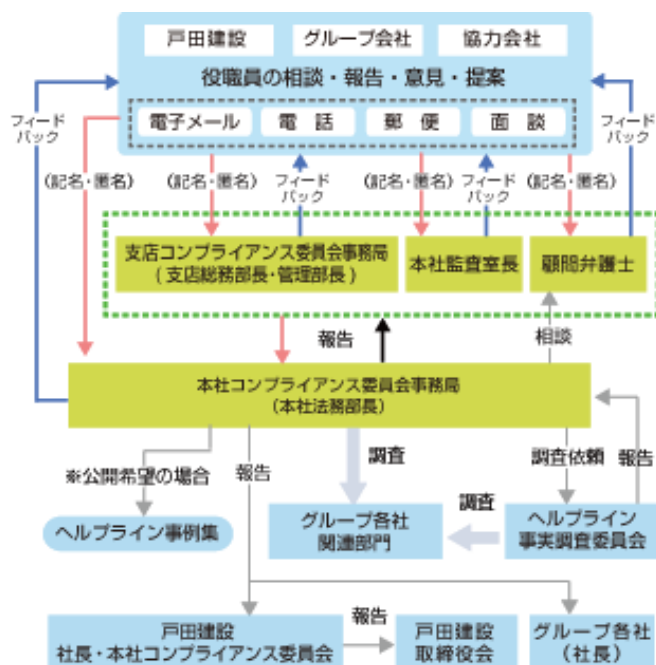 戸田建設
グループ会社
協力会社
役職員の相談・報告・意見・提案
電子メール
電話
郵便
面談
フィード
バック
フィード
バック
(記名・匿名)
(記名・匿名)
フィード
バック
(記名・匿名)
フィード
バック
(記名・匿名)
支店コンプライアンス委員会事務局
(支店総務部長・管理部長)
本社監査室長
顧問弁護士
報告
相談
本社コンプライアンス委員会事務局
(本社法務部長)
※公開希望の場合
報告
調査
調査依頼
報告
ヘルプライン事例集
グループ各社
関連部門
調査
ヘルプライン
事実調査委員会
戸田建設
社長・本社コンプライアンス委員会
報告
戸田建設
取締役会
グループ各社
(社長)